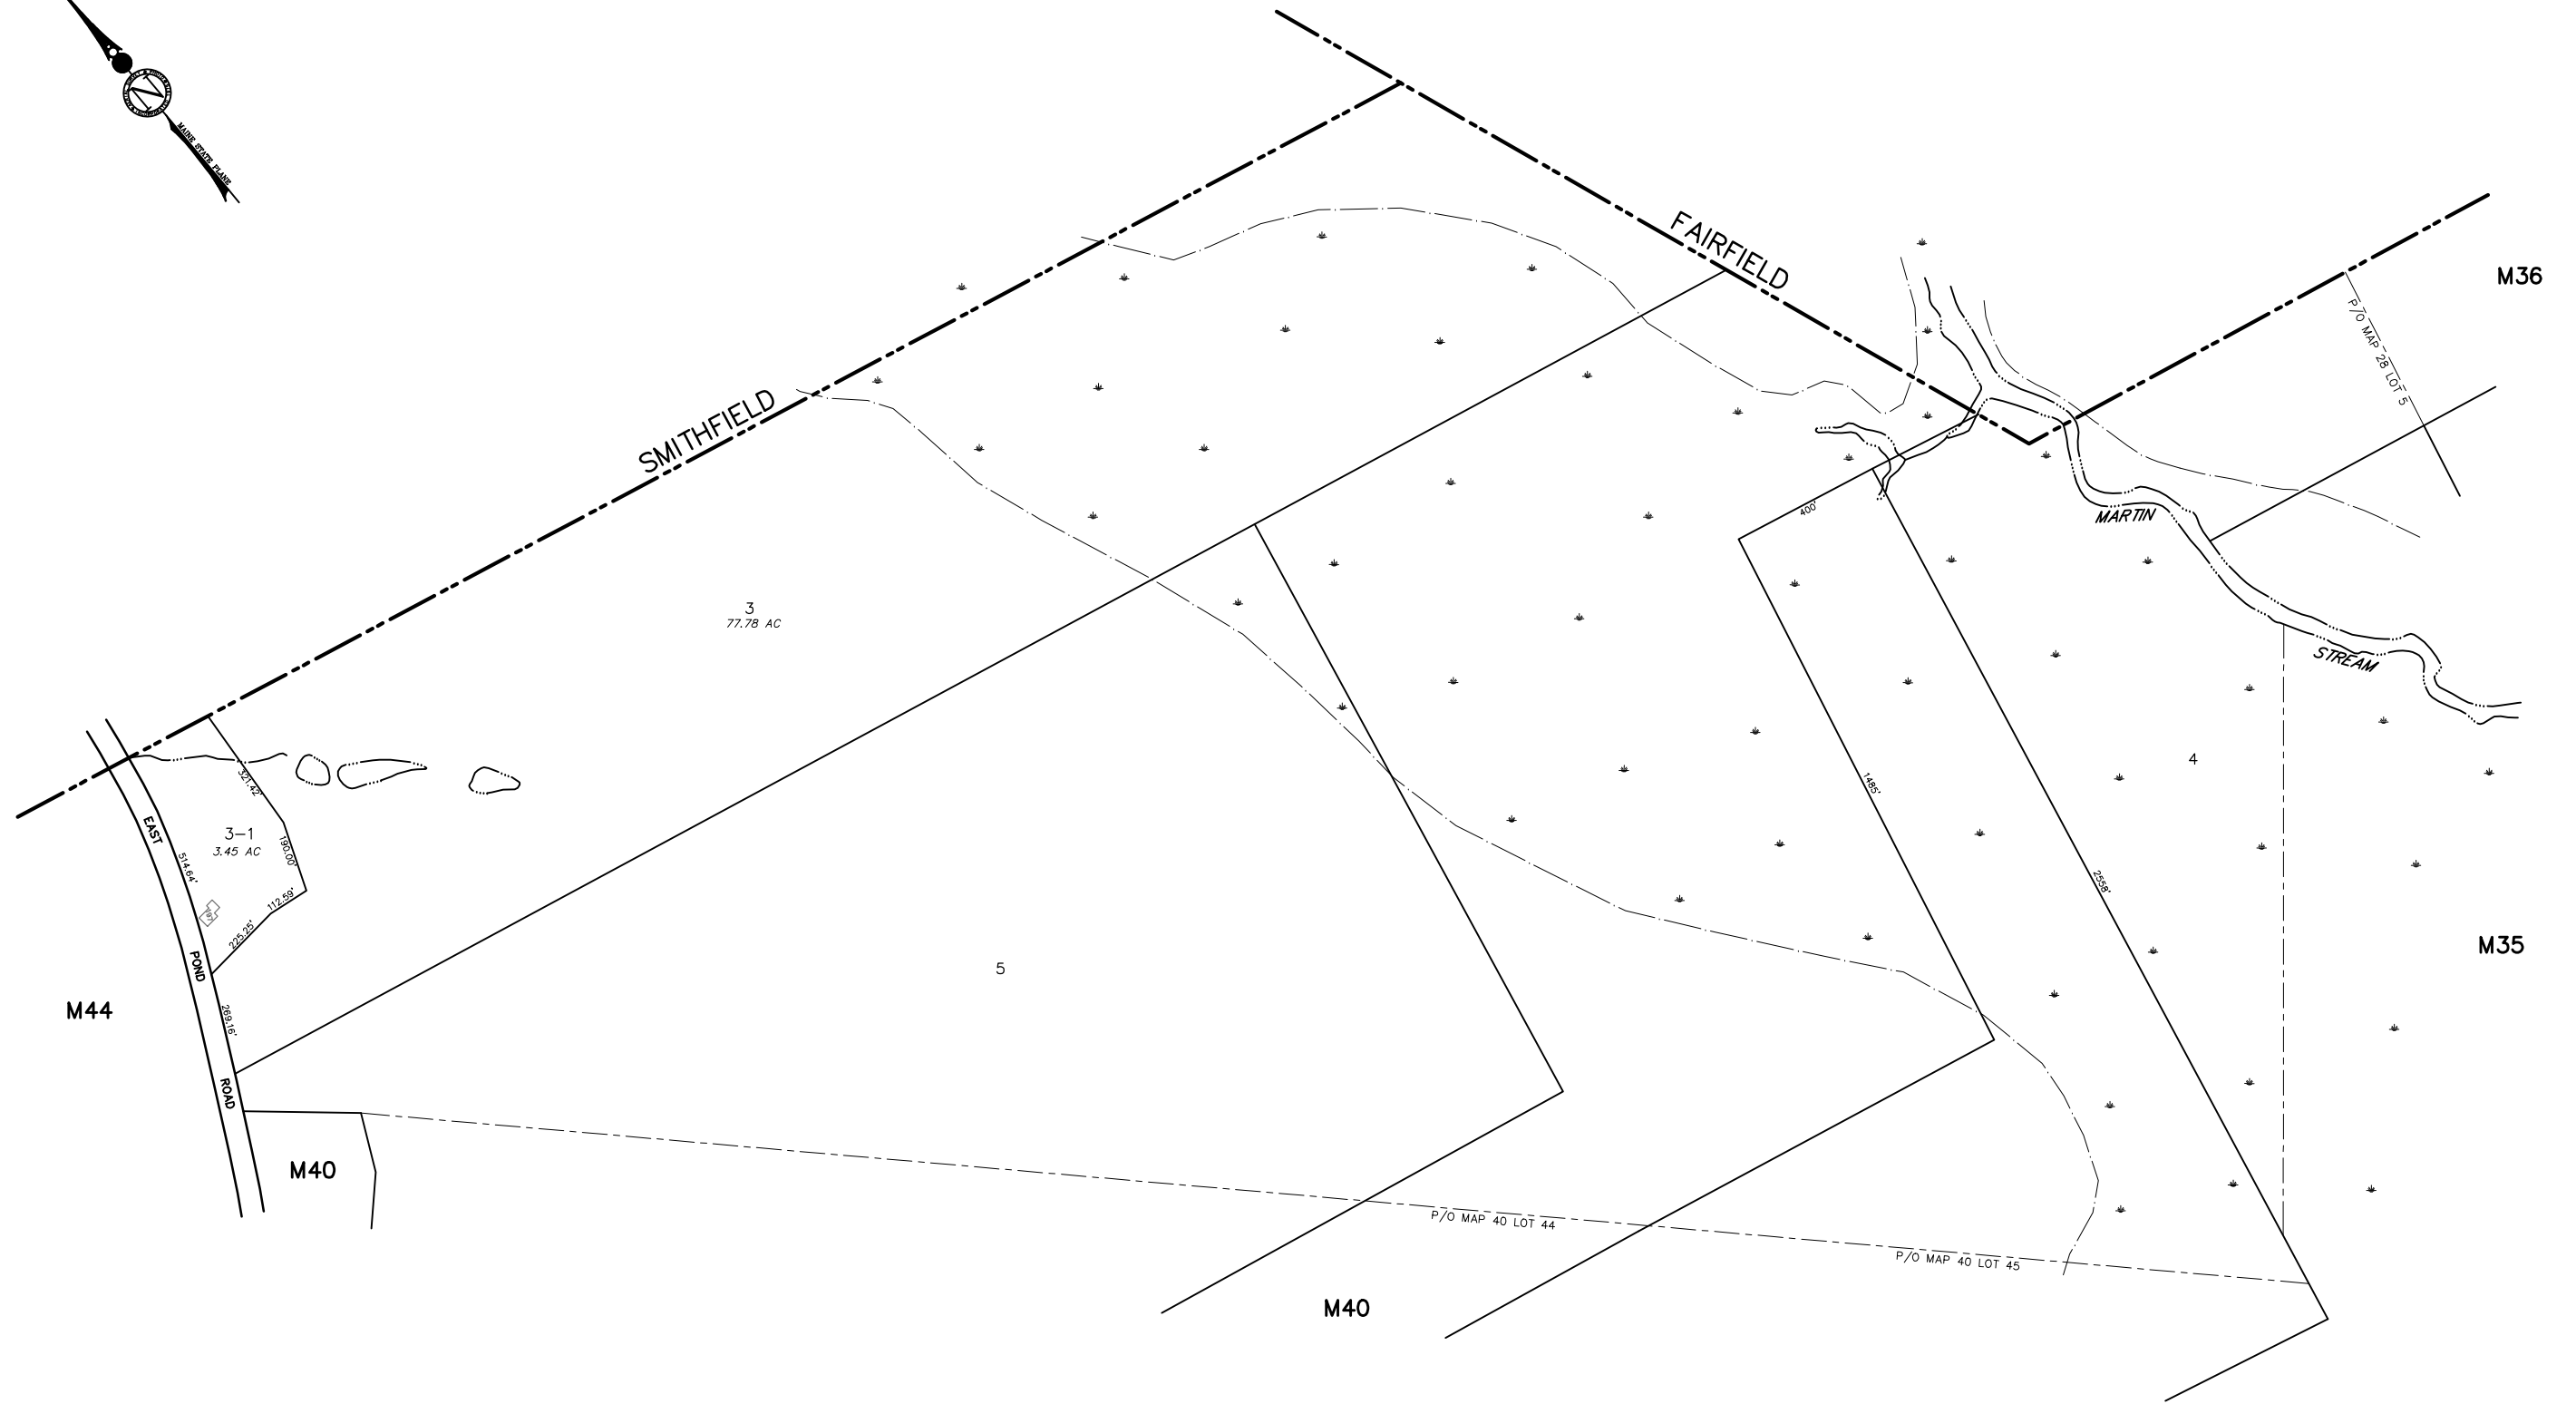 N
MAINE STATE PLANE
FAIRFIELD
SMITHFIELD
M36
P/O MAP 28 LOT 5
400'
MARTIN
STREAM
3
77.78 AC
321.42'
3-1
3.45 AC
190.00'
EAST
514.64'
112.59'
225.25'
POND
269.16'
ROAD
M44
M40
5
1485'
2558'
4
M35
P/O MAP 40 LOT 44
P/O MAP 40 LOT 45
M40